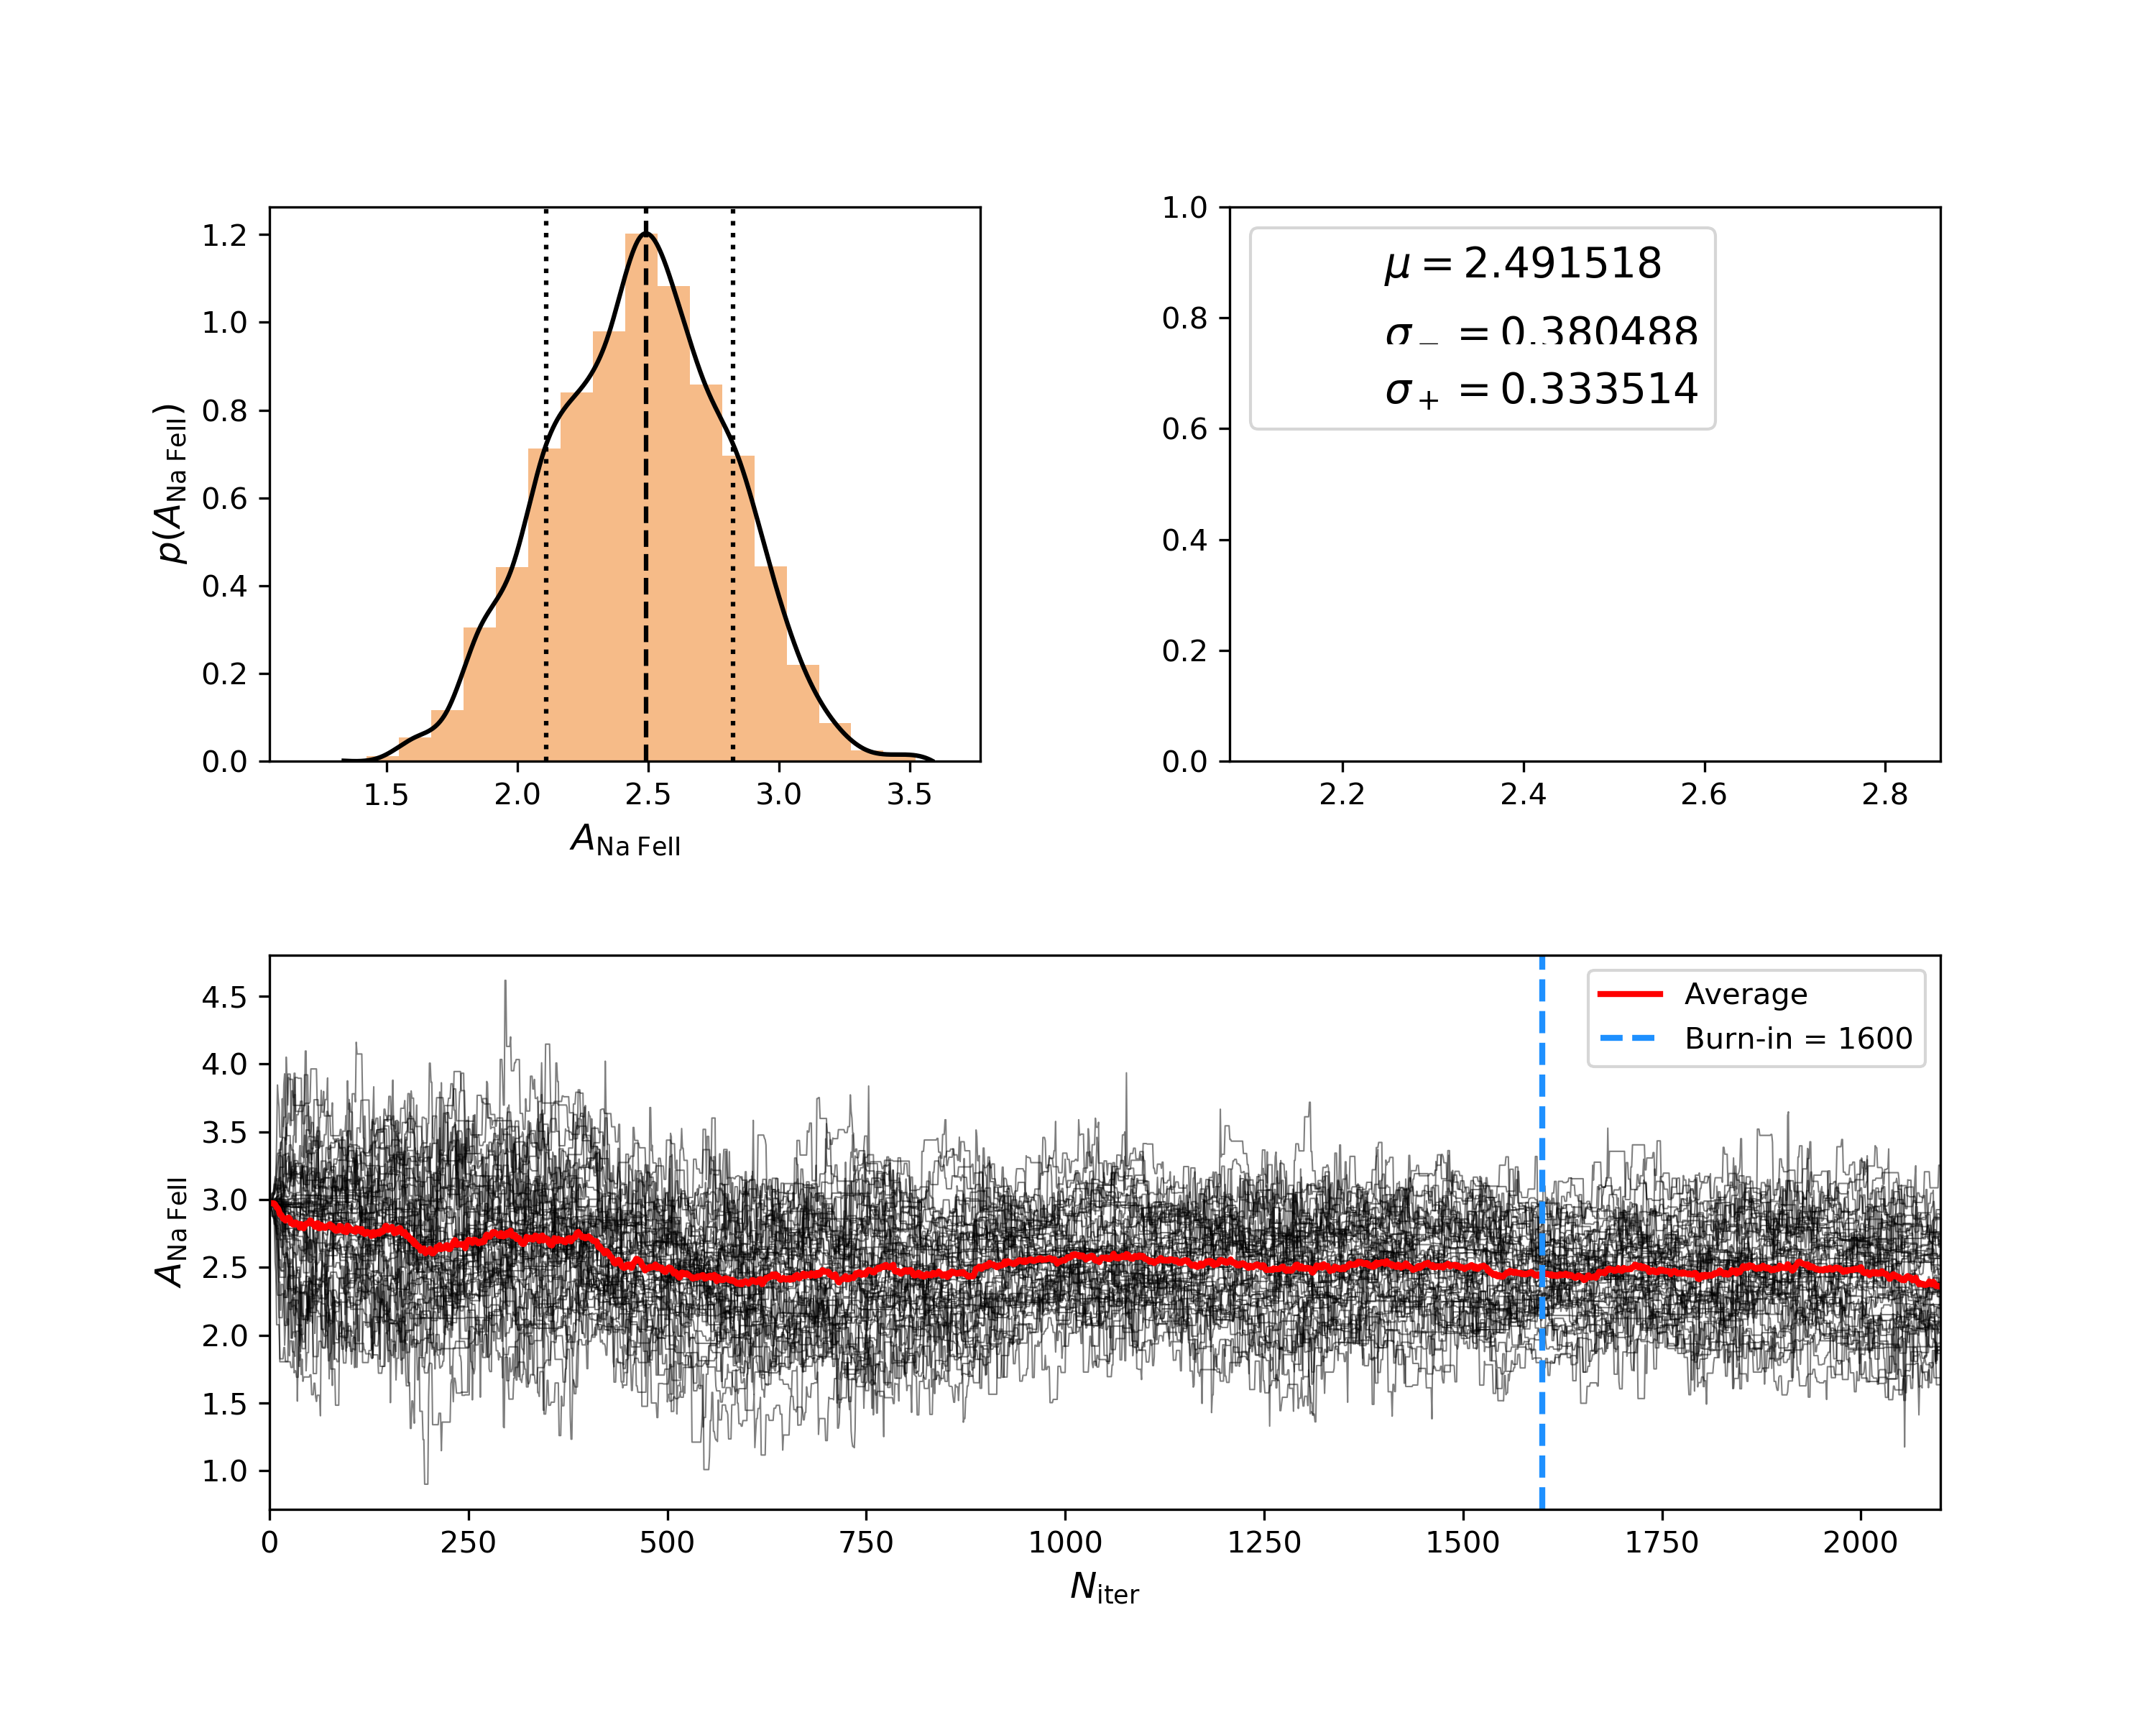 1.2
1.0
0.8
0.6
0.4
0.2
0.0
p(A_Na FeII)
1.5 2.0 2.5 3.0 3.5
A_Na FeII
1.0
0.8
0.6
0.4
0.2
0.0
μ = 2.491518
σ_− = 0.380488
σ_+ = 0.333514
2.2 2.4 2.6 2.8
4.5
4.0
3.5
3.0
2.5
2.0
1.5
1.0
A_Na FeII
Average
Burn-in = 1600
0 250 500 750 1000 1250 1500 1750 2000
N_iter